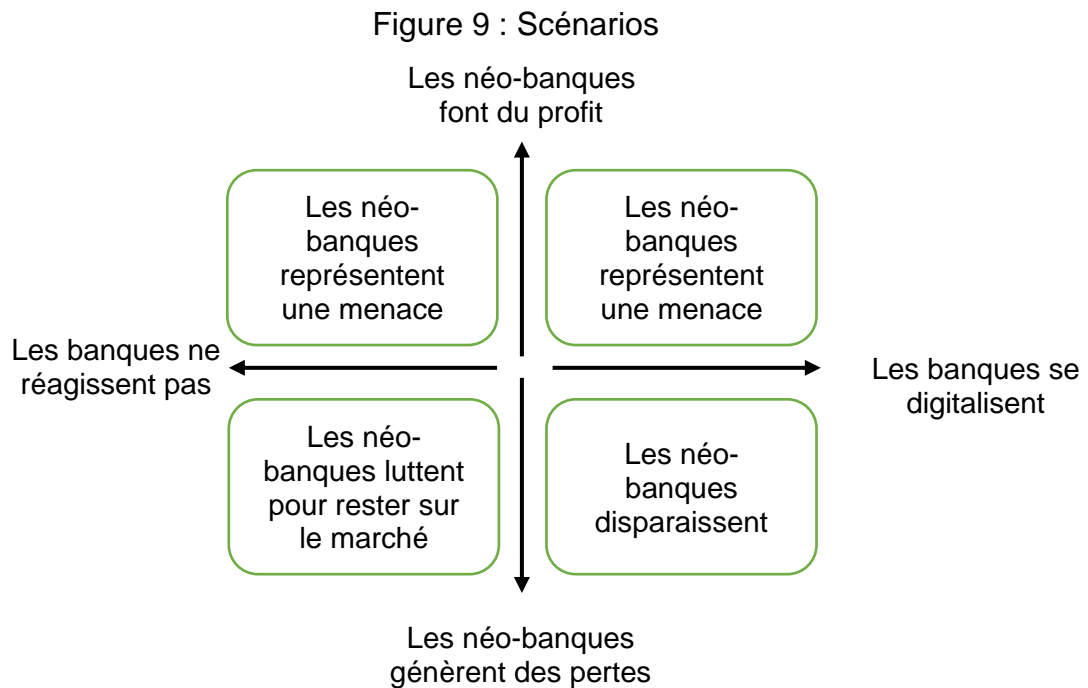 Figure 9 : Scénarios
Les néo-banques
font du profit
Les néo-
banques
représentent
une menace
Les néo-
banques
représentent
une menace
Les banques ne
réagissent pas
Les banques se
digitalisent
Les néo-
banques luttent
pour rester sur
le marché
Les néo-
banques
disparaissent
Les néo-banques
génèrent des pertes